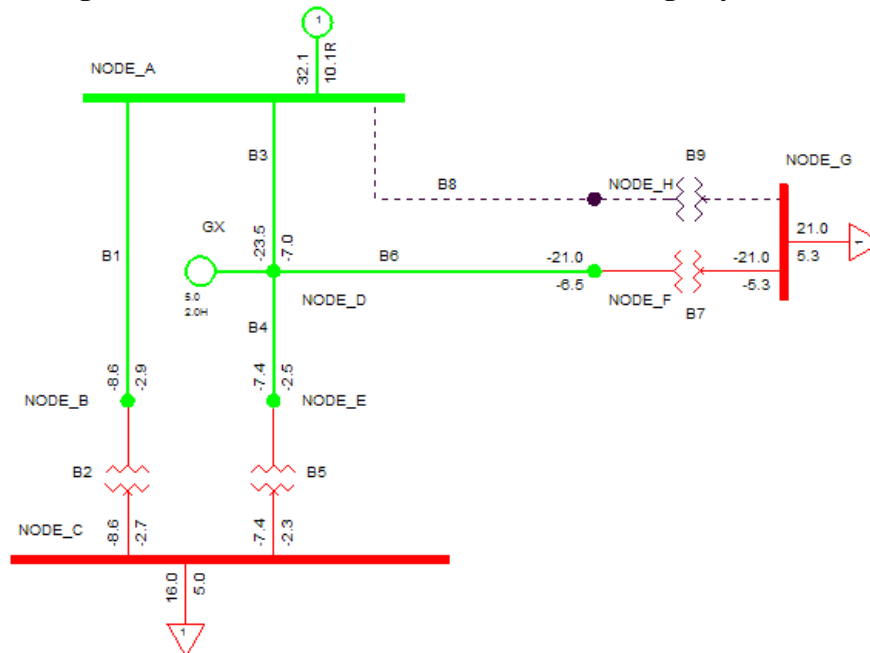 1
32.1
10.1R
NODE_A
B3
B9
NODE_G
B8
NODE_H
GX
-23.5
-7.0
21.0
5.3
1
B1
B6
-21.0
-6.5
-21.0
-5.3
5.0
2.0H
NODE_D
NODE_F
B7
B4
-8.6
-2.9
-7.4
-2.5
NODE_B
NODE_E
B2
B5
NODE_C
-8.6
-2.7
-7.4
-2.3
16.0
5.0
1